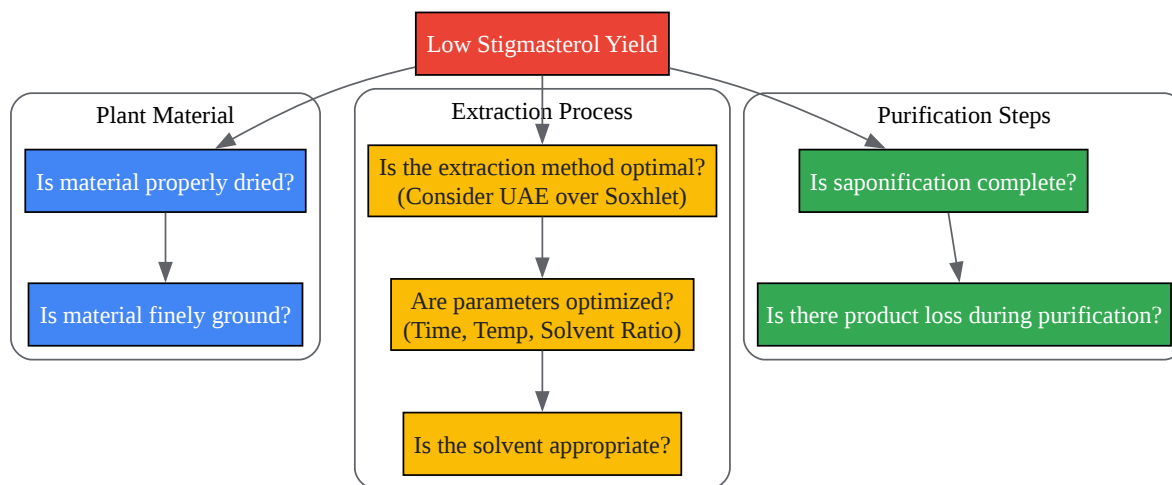 Low Stigmasterol Yield
Plant Material
Is material properly dried?
Is material finely ground?
Extraction Process
Is the extraction method optimal?
(Consider UAE over Soxhlet)
Are parameters optimized?
(Time, Temp, Solvent Ratio)
Is the solvent appropriate?
Purification Steps
Is saponification complete?
Is there product loss during purification?